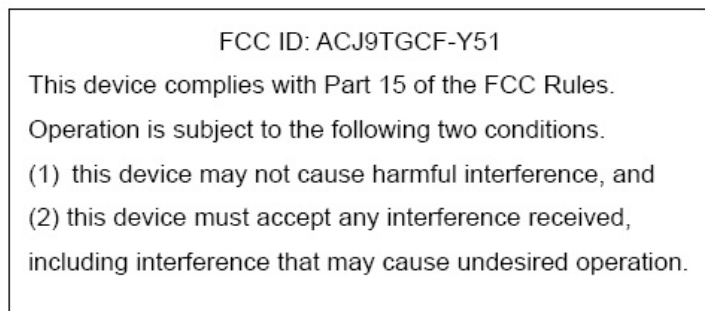 FCC ID: ACJ9TGCF-Y51
This device complies with Part 15 of the FCC Rules.
Operation is subject to the following two conditions.
(1) this device may not cause harmful interference, and
(2) this device must accept any interference received,
including interference that may cause undesired operation.